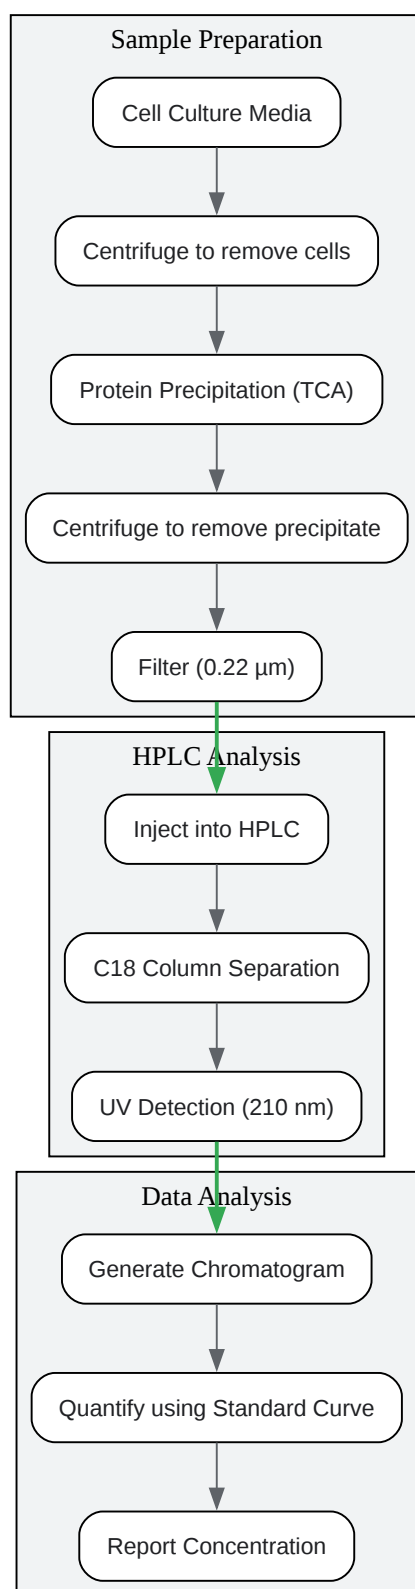 Sample Preparation
Cell Culture Media
Centrifuge to remove cells
Protein Precipitation (TCA)
Centrifuge to remove precipitate
Filter (0.22 µm)
HPLC Analysis
Inject into HPLC
C18 Column Separation
UV Detection (210 nm)
Data Analysis
Generate Chromatogram
Quantify using Standard Curve
Report Concentration